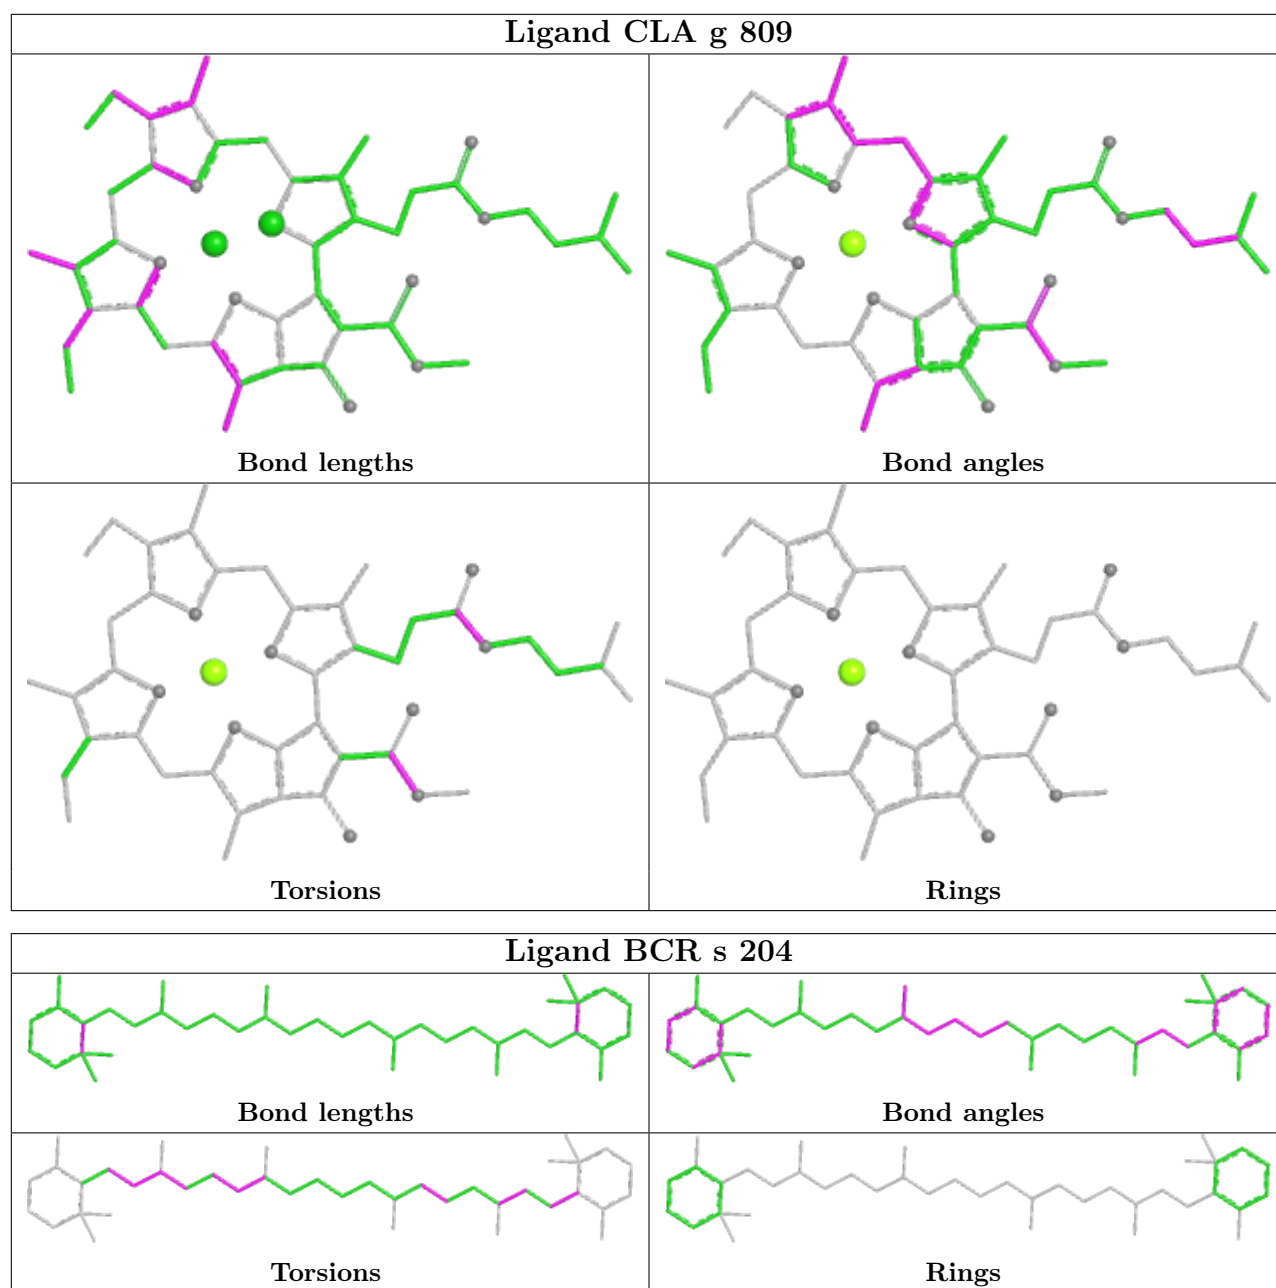 Ligand CLA g 809
Bond lengths
Bond angles
Torsions
Rings
Ligand BCR s 204
Bond lengths
Bond angles
Torsions
Rings